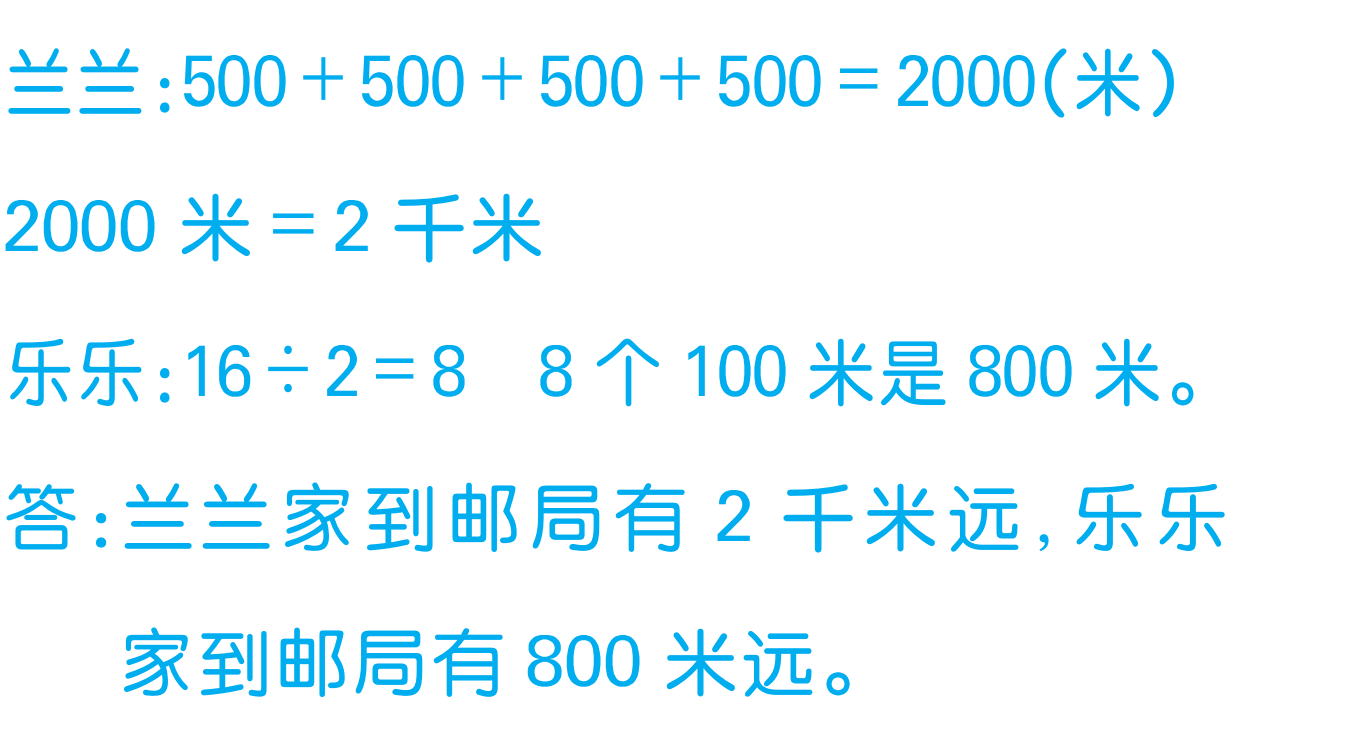 兰兰:500+500+500+500=2000(米)
2000 米=2 千米
乐乐:16÷2=8 8 个 100 米是 800 米。
答:兰兰家到邮局有 2 千米远,乐乐
家到邮局有 800 米远。